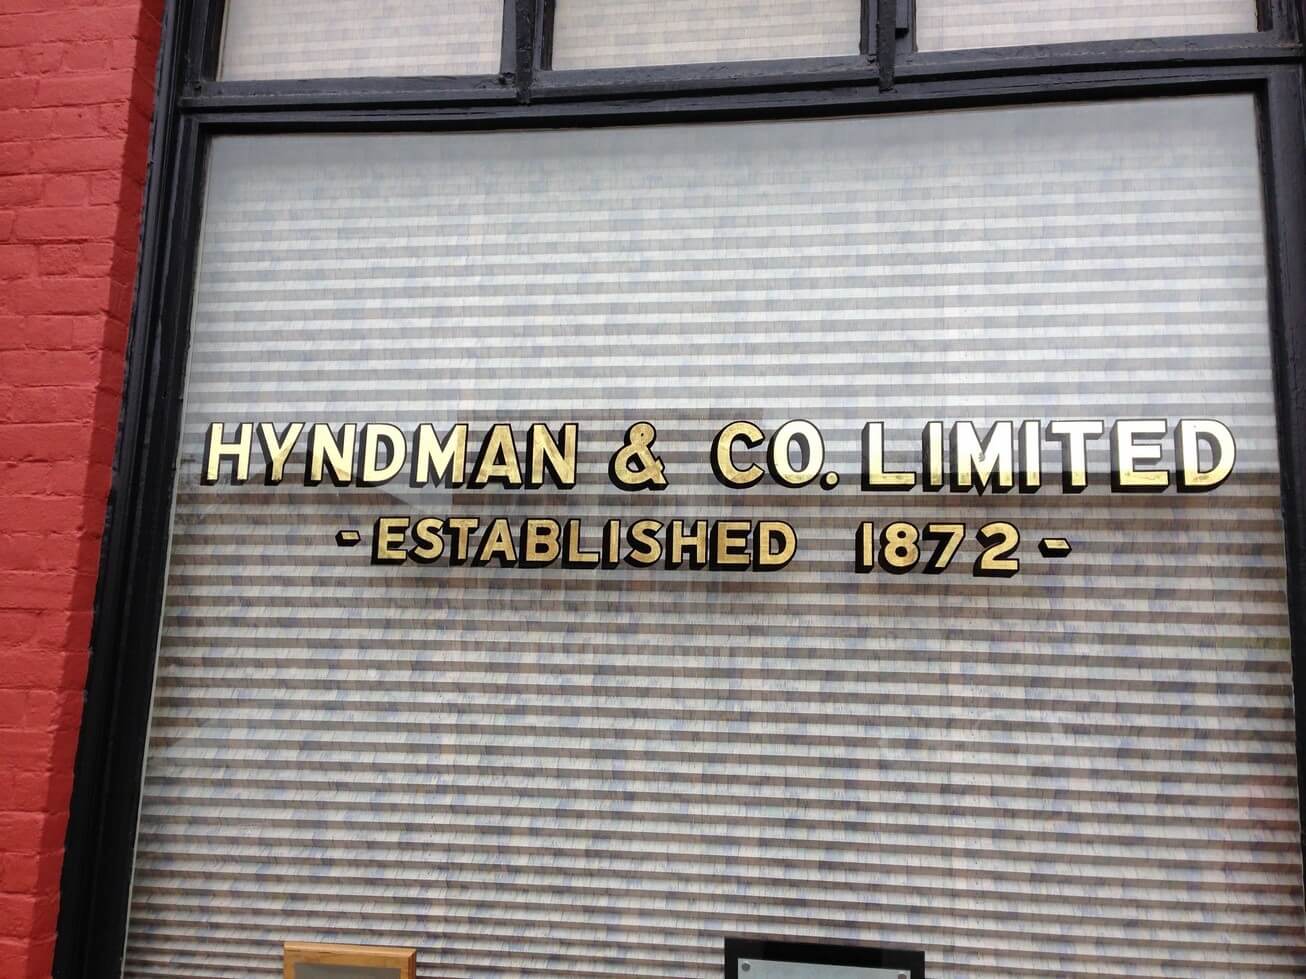 HYNDMAN & CO. LIMITED
- ESTABLISHED 1872 -